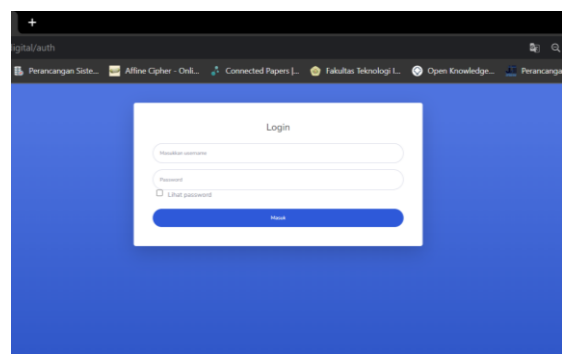 +
digital/auth
Perancangan Siste... Affine Cipher - Onli... Connected Papers |... Fakultas Teknologi I... Open Knowledge... Perancanga
Login
Masukkan username
Password
Lihat password
Masuk